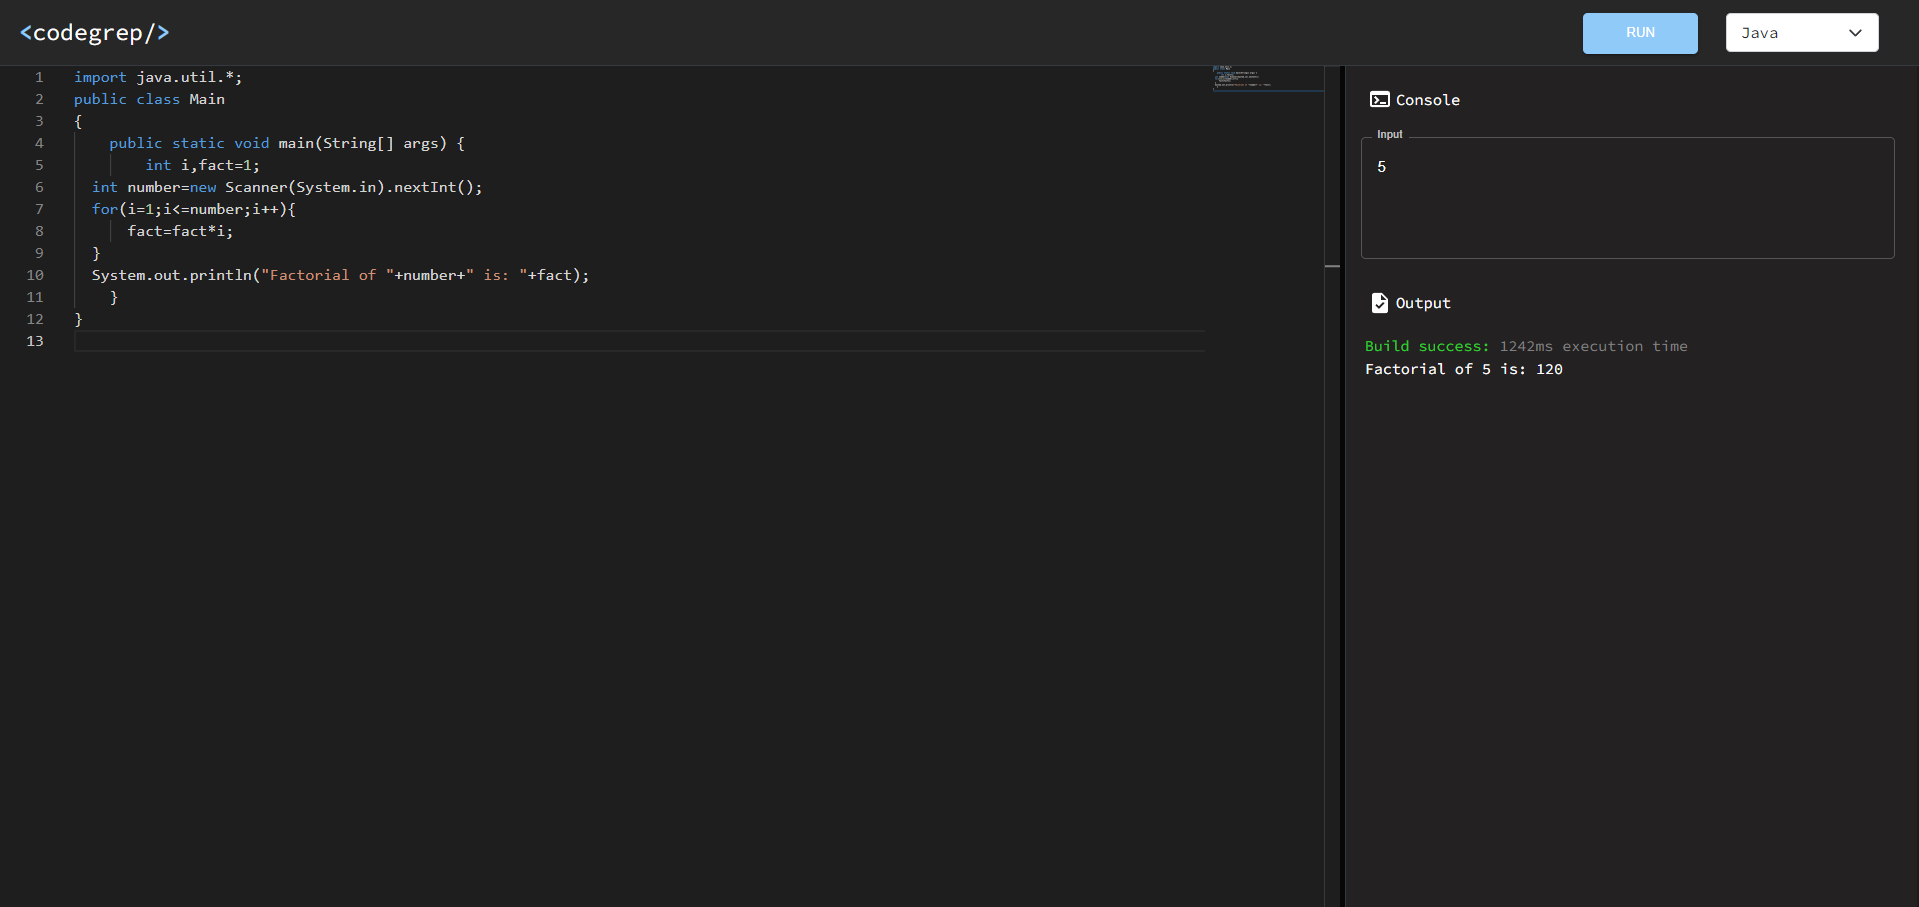 <codegrep/>
RUN
Java
1 import java.util.*;
2 public class Main
3 {
4 public static void main(String[] args) {
5 int i,fact=1;
6 int number=new Scanner(System.in).nextInt();
7 for(i=1;i<=number;i++){
8 fact=fact*i;
9 }
10 System.out.println("Factorial of "+number+" is: "+fact);
11 }
12 }
13
Console
Input
5
Output
Build success: 1242ms execution time
Factorial of 5 is: 120